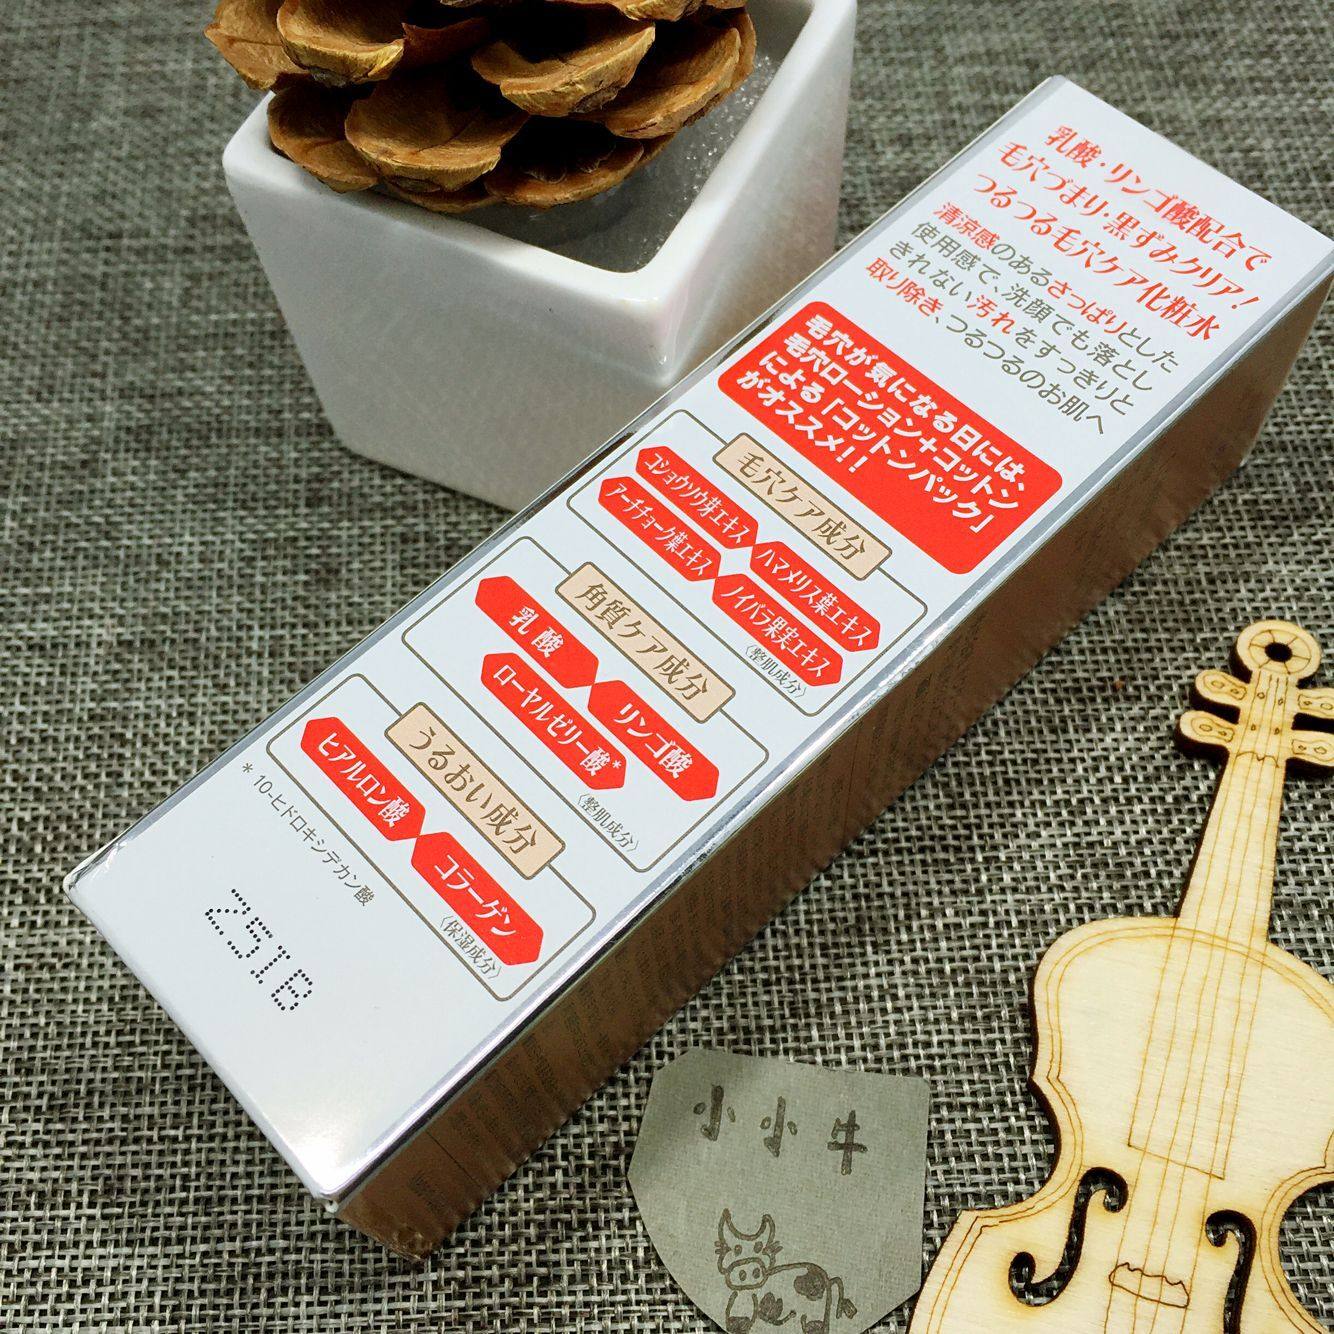 乳酸・リンゴ酸配合で
毛穴づまり・黒ずみクリア！
つるつる毛穴ケア化粧水
清涼感のあるさっぱりとした
使用感で、洗顔でも落とし
きれない汚れをすっきりと
取り除き、つるつるのお肌へ
毛穴が気になる日には、
毛穴ローション+コットン
による「コットンパック」
がオススメ!!
毛穴ケア成分
コショウソウ芽エキス
ハマメリス葉エキス
アーチチョーク葉エキス
ノイバラ果実エキス
〈整肌成分〉
角質ケア成分
乳酸
リンゴ酸
ローヤルゼリー酸*
〈整肌成分〉
うるおい成分
ヒアルロン酸
コラーゲン
〈保湿成分〉
* 10-ヒドロキシデカン酸
25IB
小小牛